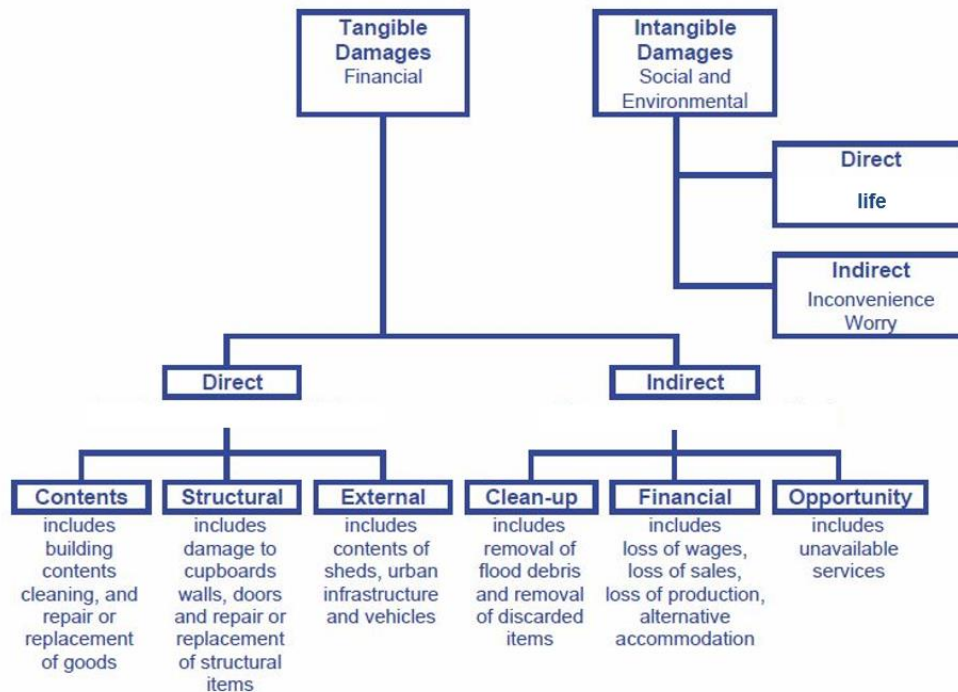 Tangible
Damages
Financial
Intangible
Damages
Social and
Environmental
Direct
life
Indirect
Inconvenience
Worry
Direct
Indirect
Contents
includes
building
contents
cleaning, and
repair or
replacement
of goods
Structural
includes
damage to
cupboards
walls, doors
and repair or
replacement
of structural
items
External
includes
contents of
sheds, urban
infrastructure
and vehicles
Clean-up
includes
removal of
flood debris
and removal
of discarded
items
Financial
includes
loss of wages,
loss of sales,
loss of production,
alternative
accommodation
Opportunity
includes
unavailable
services